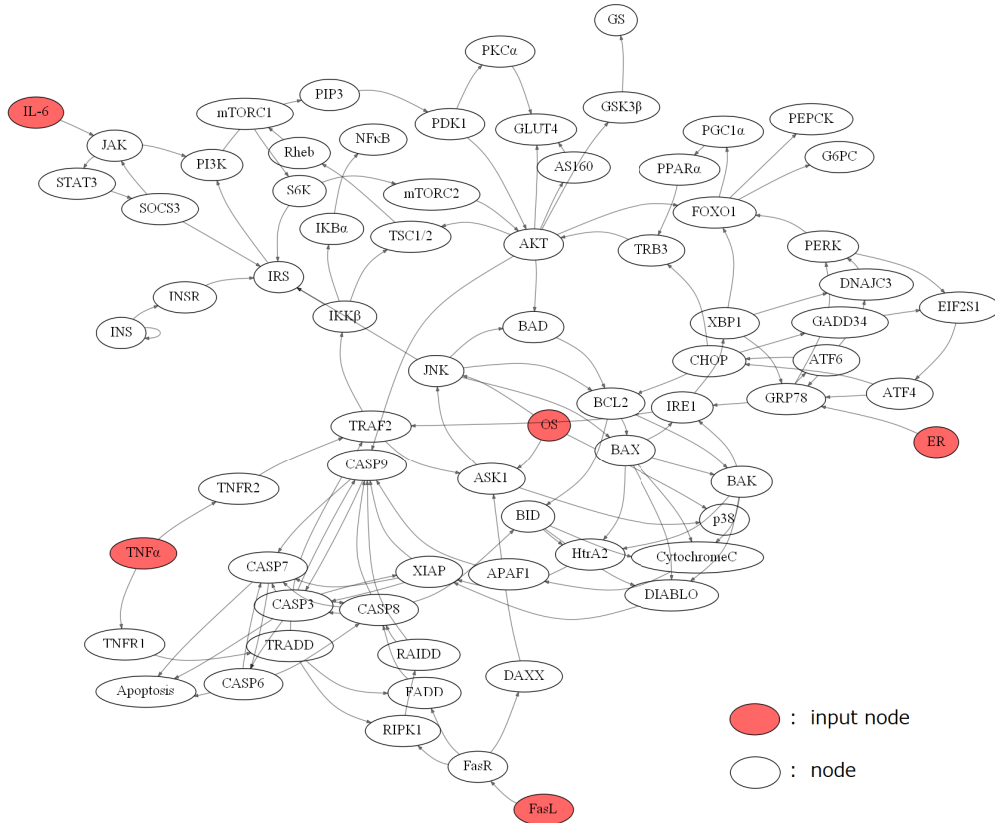 GS
PKCα
PIP3
mTORC1
GSK3β
IL-6
PDK1
GLUT4
PEPCK
PGC1α
NFκB
JAK
Rheb
PI3K
AS160
PPARα
G6PC
STAT3
S6K
mTORC2
SOCS3
FOXO1
IKBα
TSC1/2
AKT
TRB3
PERK
IRS
DNAJC3
INSR
EIF2S1
IKKβ
XBP1
GADD34
INS
BAD
CHOP
ATF6
JNK
ATF4
GRP78
BCL2
IRE1
TRAF2
OS
ER
BAX
CASP9
ASK1
BAK
TNFR2
BID
p38
TNFα
HtrA2
CytochromeC
CASP7
XIAP
APAF1
DIABLO
CASP3
CASP8
TNFR1
TRADD
RAIDD
DAXX
CASP6
Apoptosis
FADD
RIPK1
FasR
FasL
: input node
: node